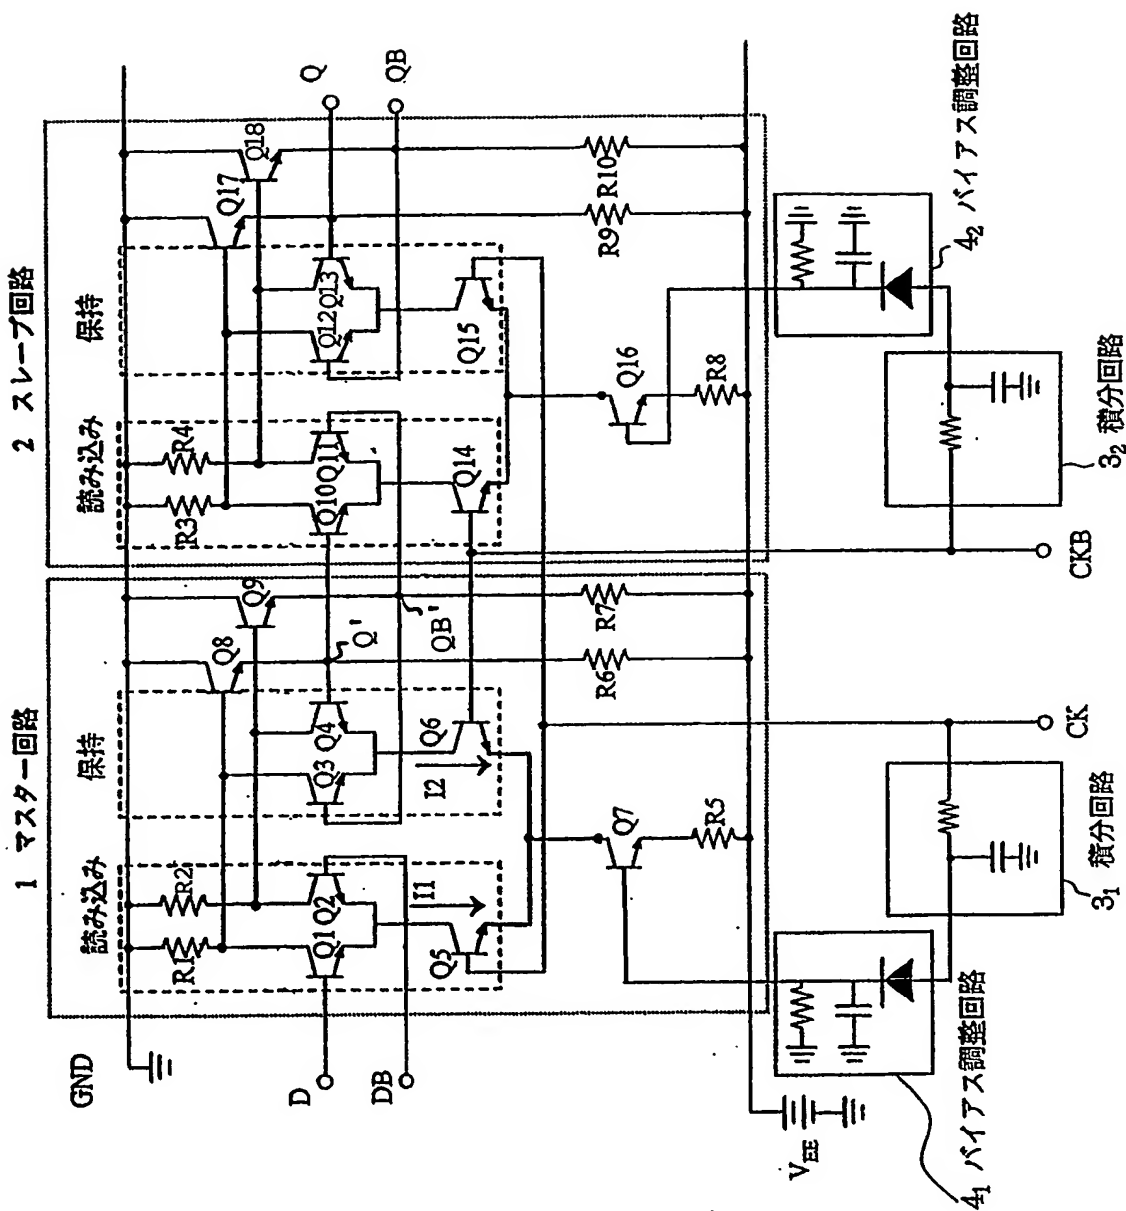 1 マスター回路
2 スレーブ回路
読み込み
保持
読み込み
保持
GND
R1
R2
Q8
Q9
R3
R4
Q17
Q18
D
DB
Q1
Q2
Q3
Q4
Q'
QB'
Q10
Q11
Q12
Q13
Q
QB
I1
I2
Q5
Q6
Q14
Q15
Q7
R5
R6
R7
Q16
R8
R9
R10
VEE
CK
CKB
4₁ バイアス調整回路
3₁ 積分回路
3₂ 積分回路
4₂ バイアス調整回路